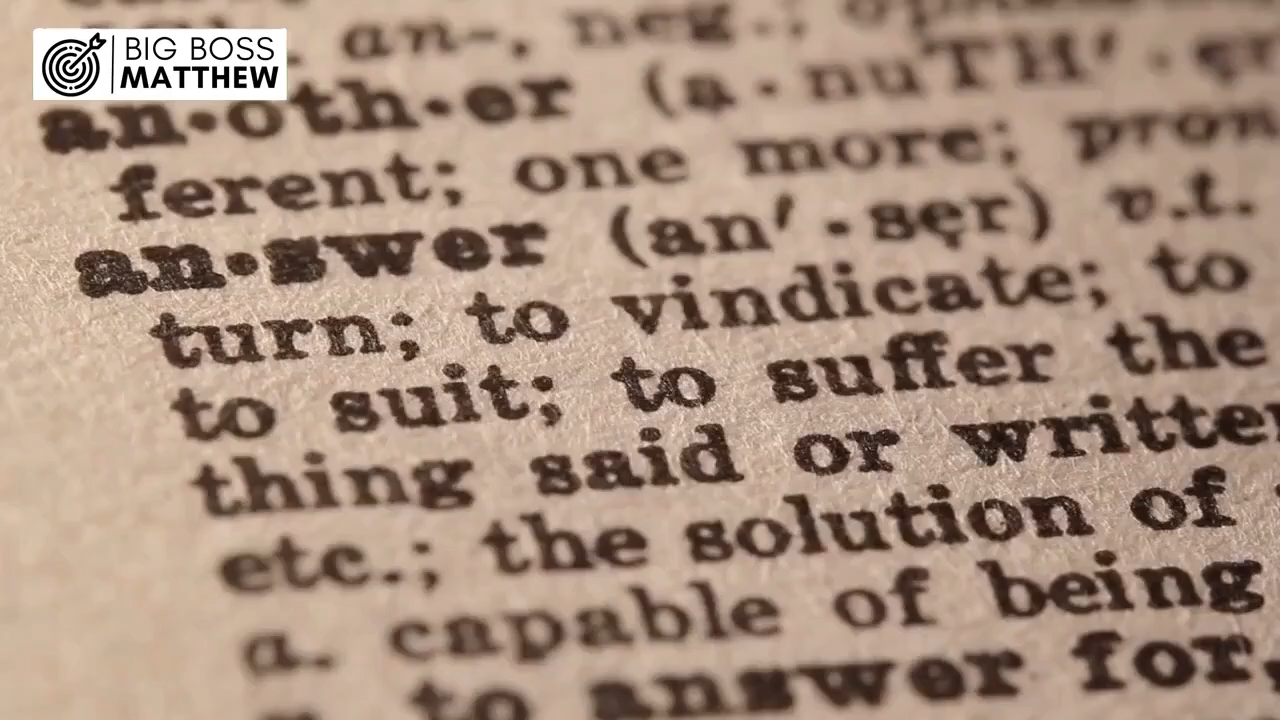 BIG BOSS
MATTHEW
an-, neg.;
an•oth•er (a·nuTH′·er
ferent; one more; pron
an•swer (an′·sẹr) v.t.
turn; to vindicate; to
to suit; to suffer the
thing said or writte
etc.; the solution of
a. capable of being
to answer for,